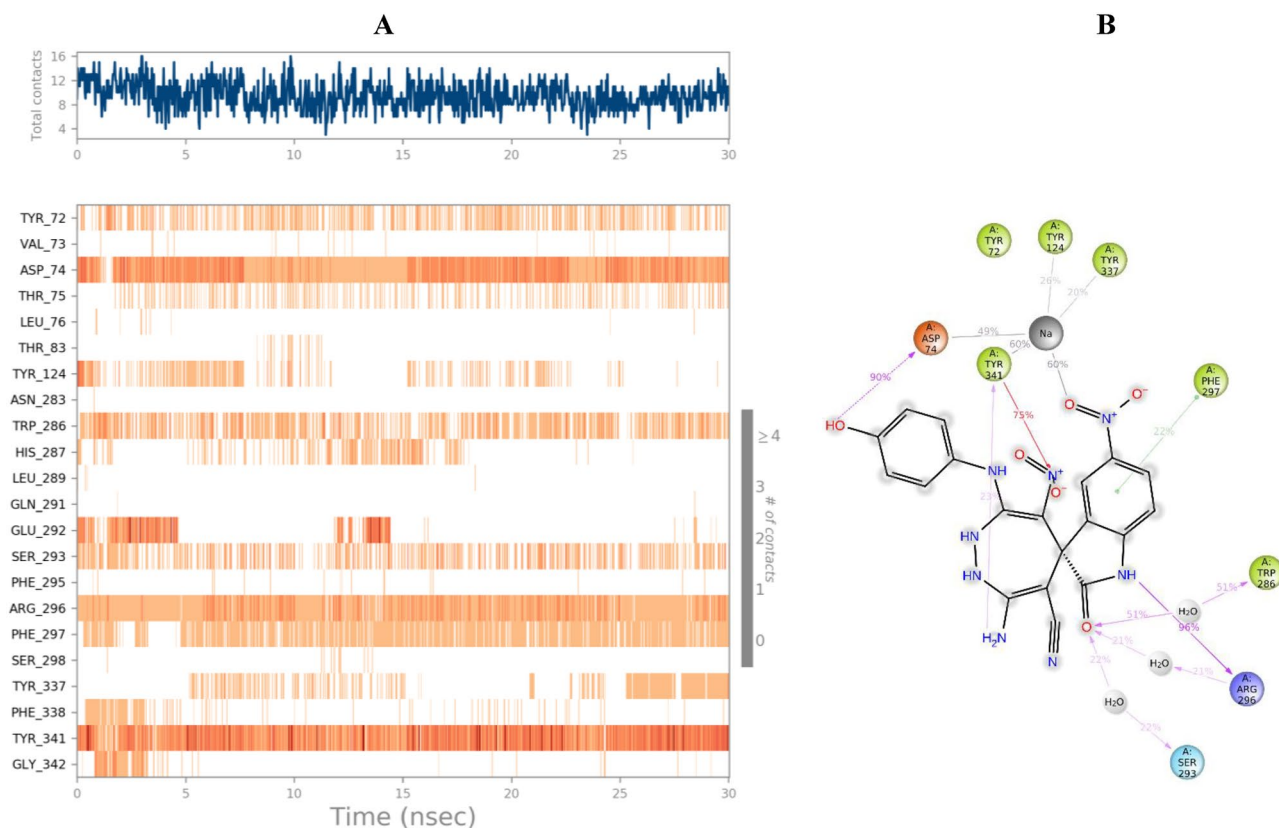 A
B
Total contacts
16
12
8
4
0
5
10
15
20
25
30
TYR_72
VAL_73
ASP_74
THR_75
LEU_76
THR_83
TYR_124
ASN_283
TRP_286
HIS_287
LEU_289
GLN_291
GLU_292
SER_293
PHE_295
ARG_296
PHE_297
SER_298
TYR_337
PHE_338
TYR_341
GLY_342
0
5
10
15
20
25
30
Time (nsec)
≥4
3
2
1
0
# of contacts
A:
TYR
72
A:
TYR
124
A:
TYR
337
26%
20%
Na
A:
ASP
74
49%
60%
60%
A:
TYR
341
90%
75%
A:
PHE
297
22%
HO
O
N+
O-
O
N+
O-
NH
23%
HN
HN
H2N
N
NH
O
A:
TRP
286
51%
H2O
51%
96%
21%
H2O
21%
22%
H2O
22%
A:
ARG
296
A:
SER
293